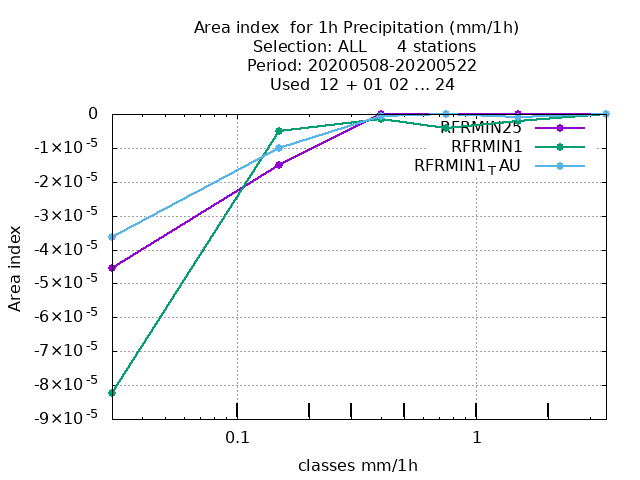 Area index  for 1h Precipitation (mm/1h)
Selection: ALL      4 stations
Period: 20200508-20200522
Used  12 + 01 02 ... 24
0
RFRMIN25
-1×10⁻⁵
RFRMIN1
RFRMIN1ᴛAU
-2×10⁻⁵
-3×10⁻⁵
-4×10⁻⁵
-5×10⁻⁵
-6×10⁻⁵
-7×10⁻⁵
-8×10⁻⁵
-9×10⁻⁵
Area index
0.1 1
classes mm/1h